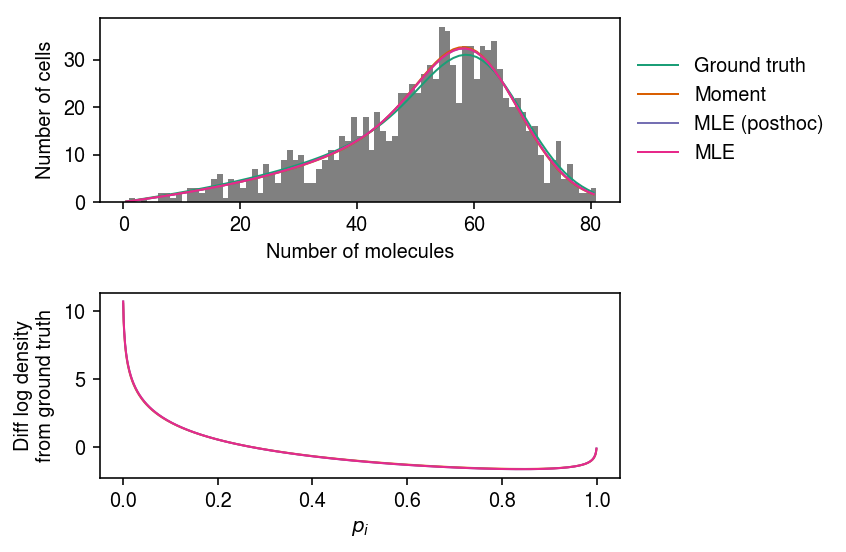 Number of cells
30
20
10
0
0 20 40 60 80
Number of molecules
Ground truth
Moment
MLE (posthoc)
MLE
Diff log density
from ground truth
10
5
0
0.0 0.2 0.4 0.6 0.8 1.0
p_i